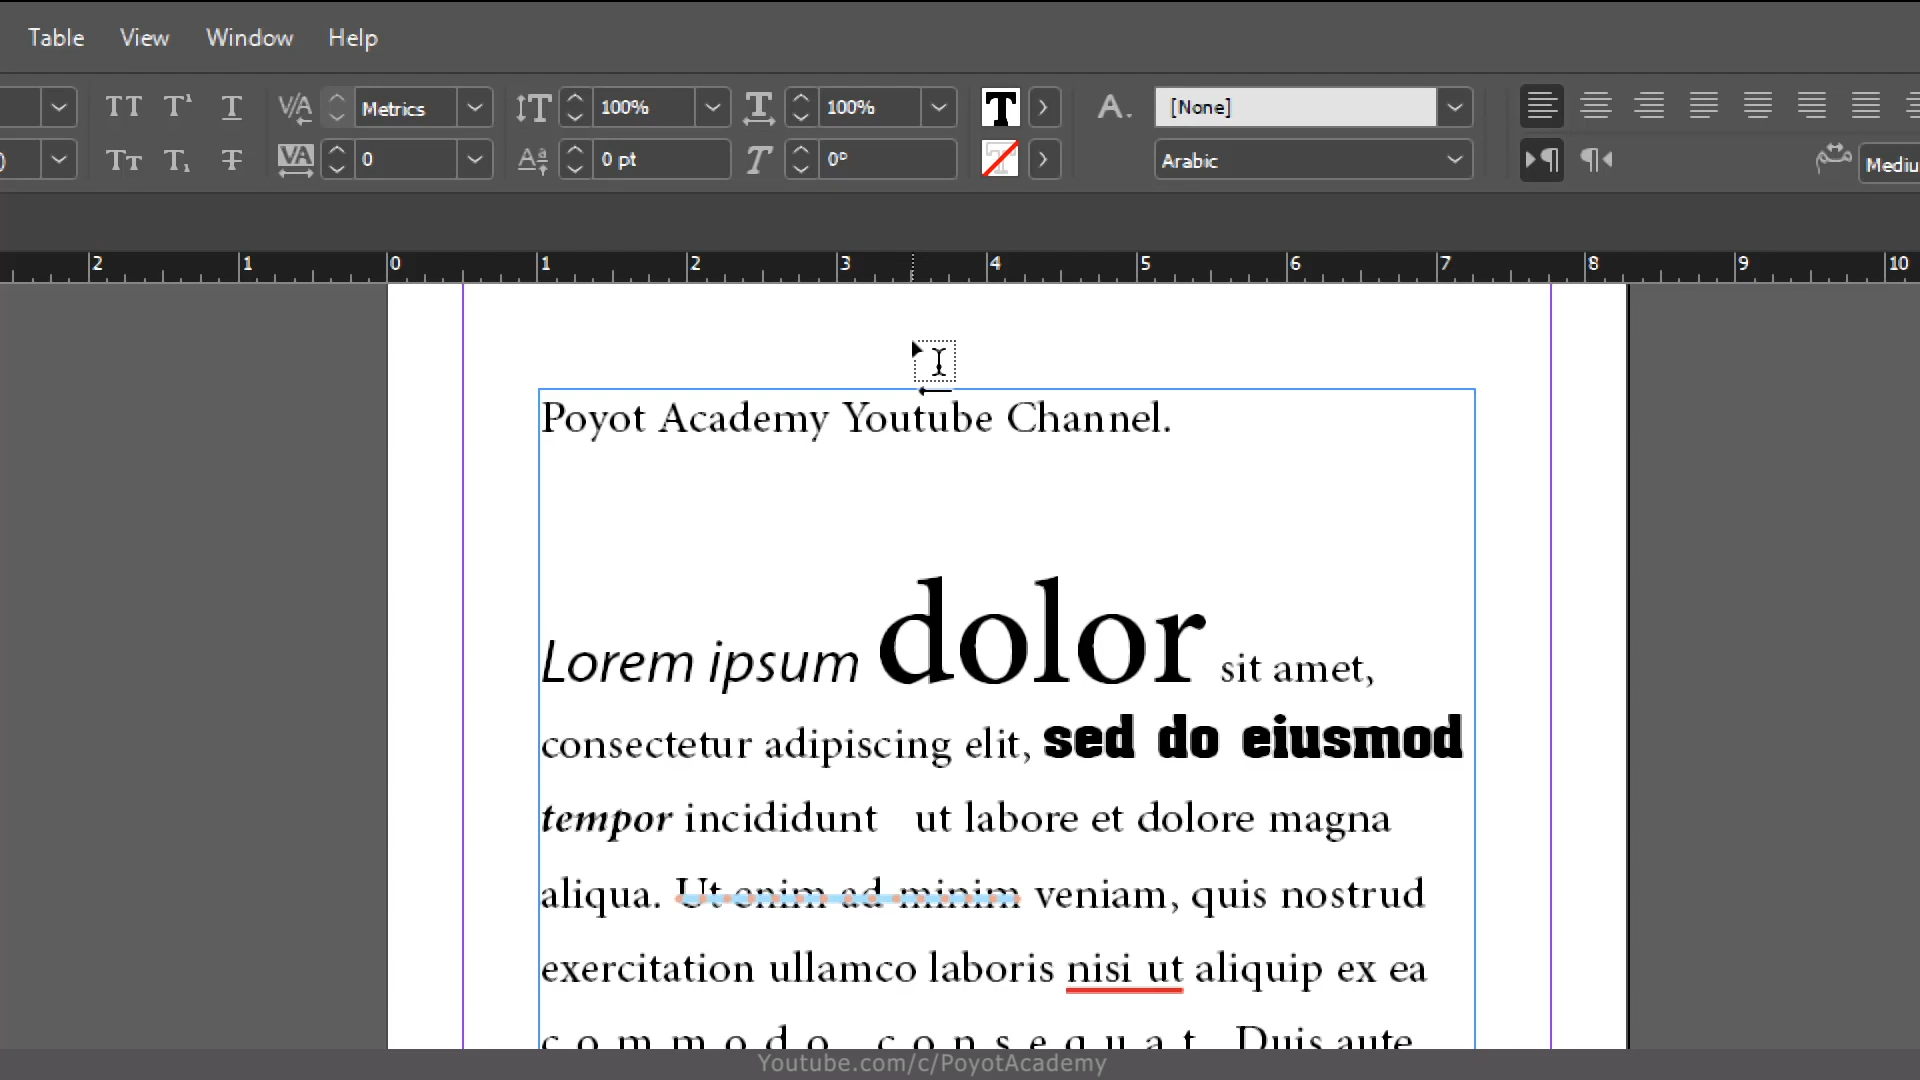 Table View Window Help
Metrics 100% 100% [None]
0 0 pt 0° Arabic
2 1 0 1 2 3 4 5 6 7 8 9 10
Poyot Academy Youtube Channel.
Lorem ipsum dolor sit amet,
consectetur adipiscing elit, sed do eiusmod
tempor incididunt ut labore et dolore magna
aliqua. Ut enim ad minim veniam, quis nostrud
exercitation ullamco laboris nisi ut aliquip ex ea
commodo consequat. Duis aute
Youtube.com/c/PoyotAcademy